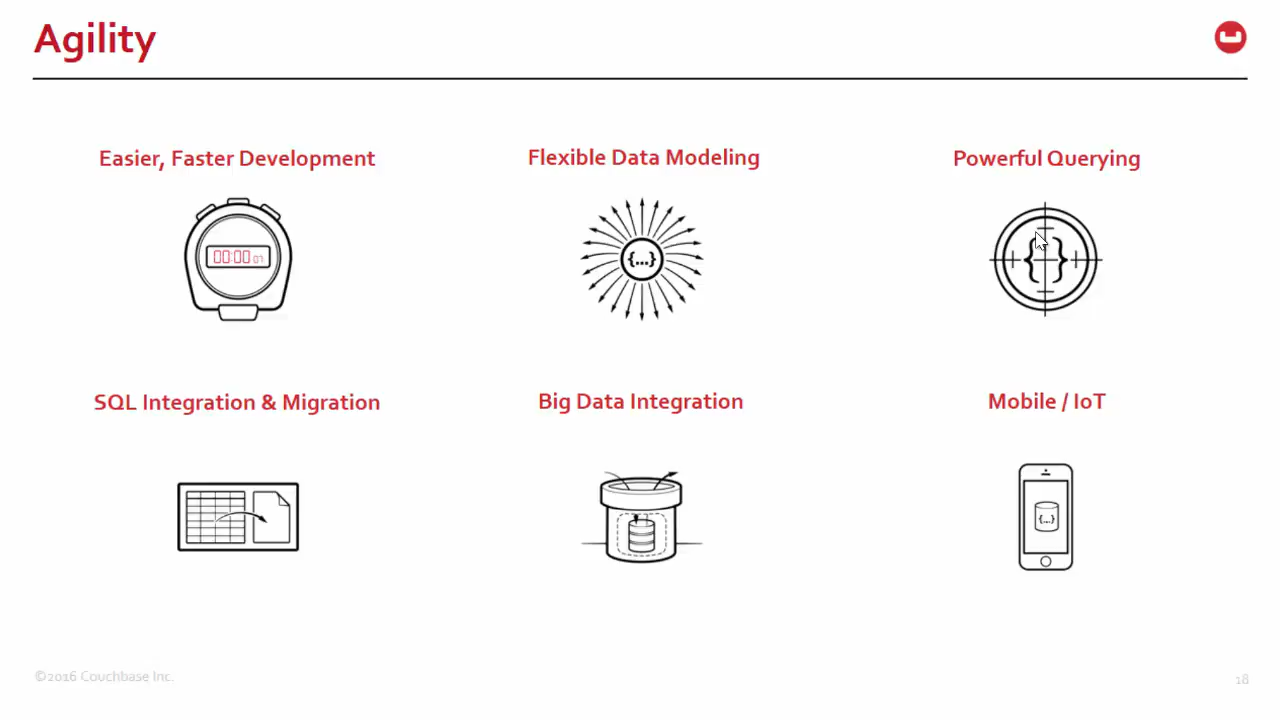 Agility
Easier, Faster Development
Flexible Data Modeling
Powerful Querying
00:00 01
{...}
{ }
SQL Integration & Migration
Big Data Integration
Mobile / IoT
{...}
©2016 Couchbase Inc.
18